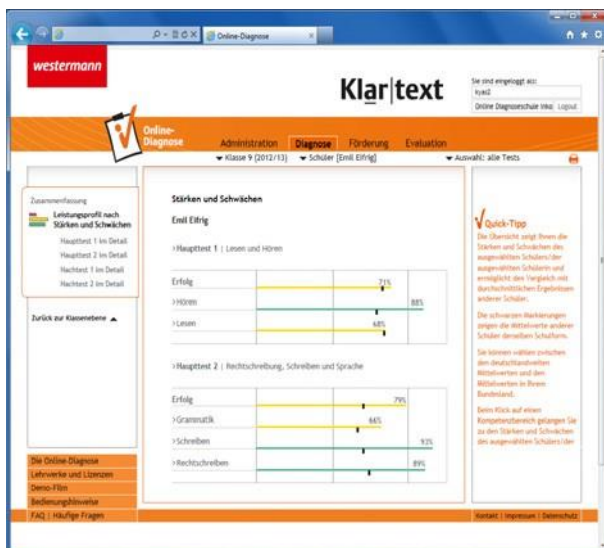 Online-Diagnose
westermann
Klar|text
Sie sind eingeloggt als:
kyas2
Online Diagnoseschule Inka Logout
Online-
Diagnose
Administration Diagnose Förderung Evaluation
Klasse 9 (2012/13) Schüler [Emil Eifrig] Auswahl: alle Tests
Zusammenfassung
Leistungsprofil nach
Stärken und Schwächen
Haupttest 1 im Detail
Haupttest 2 im Detail
Nachtest 1 im Detail
Nachtest 2 im Detail
Zurück zur Klassenebene
Stärken und Schwächen
Emil Eifrig
Haupttest 1 | Lesen und Hören
Erfolg 71%
Hören 88%
Lesen 68%
Haupttest 2 | Rechtschreibung, Schreiben und Sprache
Erfolg 79%
Grammatik 66%
Schreiben 93%
Rechtschreiben 89%
Quick-Tipp
Die Übersicht zeigt Ihnen die
Stärken und Schwächen des
ausgewählten Schülers/der
ausgewählten Schülerin und
ermöglicht den Vergleich mit
durchschnittlichen Ergebnissen
anderer Schüler.
Die schwarzen Markierungen
zeigen die Mittelwerte anderer
Schüler derselben Schulform.
Sie können wählen zwischen
den deutschlandweiten
Mittelwerten und den
Mittelwerten in Ihrem
Bundesland.
Beim Klick auf einen
Kompetenzbereich gelangen Sie
zu den Stärken und Schwächen
des ausgewählten Schülers/der
Die Online-Diagnose
Lehrwerke und Lizenzen
Demo-Film
Bedienungshinweise
FAQ | Häufige Fragen
Kontakt | Impressum | Datenschutz